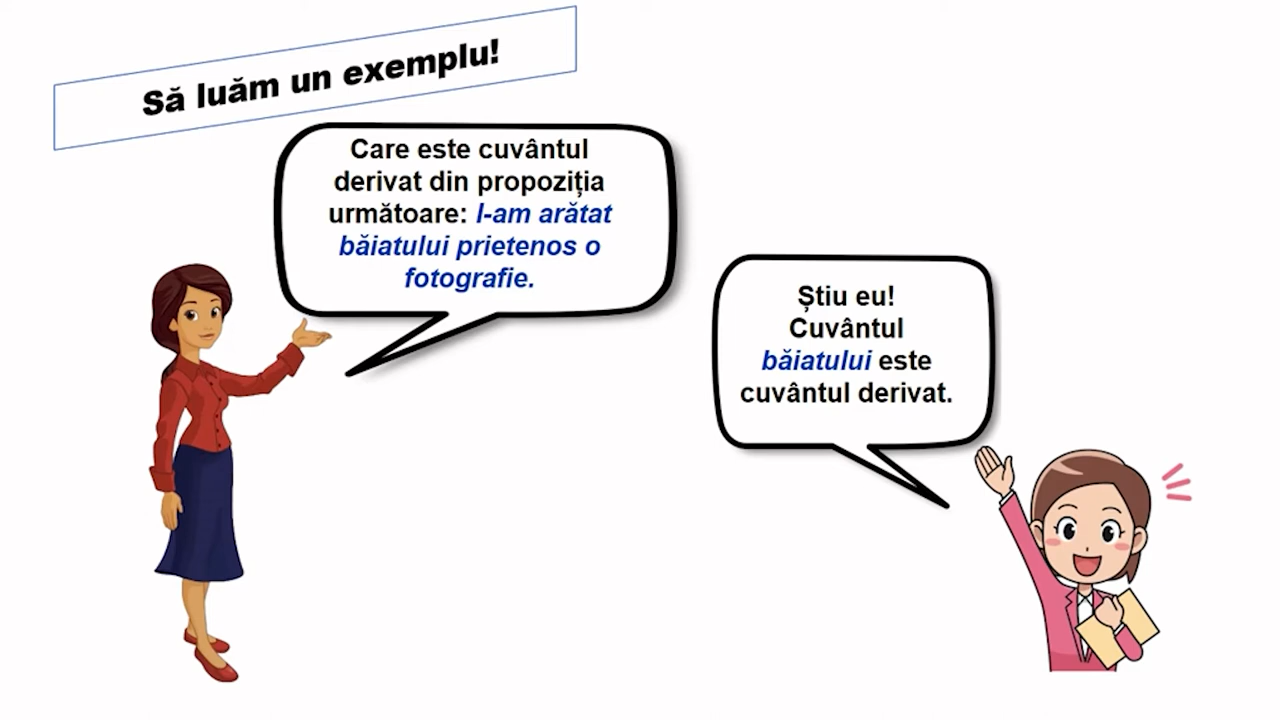 Să luăm un exemplu!
Care este cuvântul
derivat din propoziția
următoare: I-am arătat
băiatului prietenos o
fotografie.
Știu eu!
Cuvântul
băiatului este
cuvântul derivat.